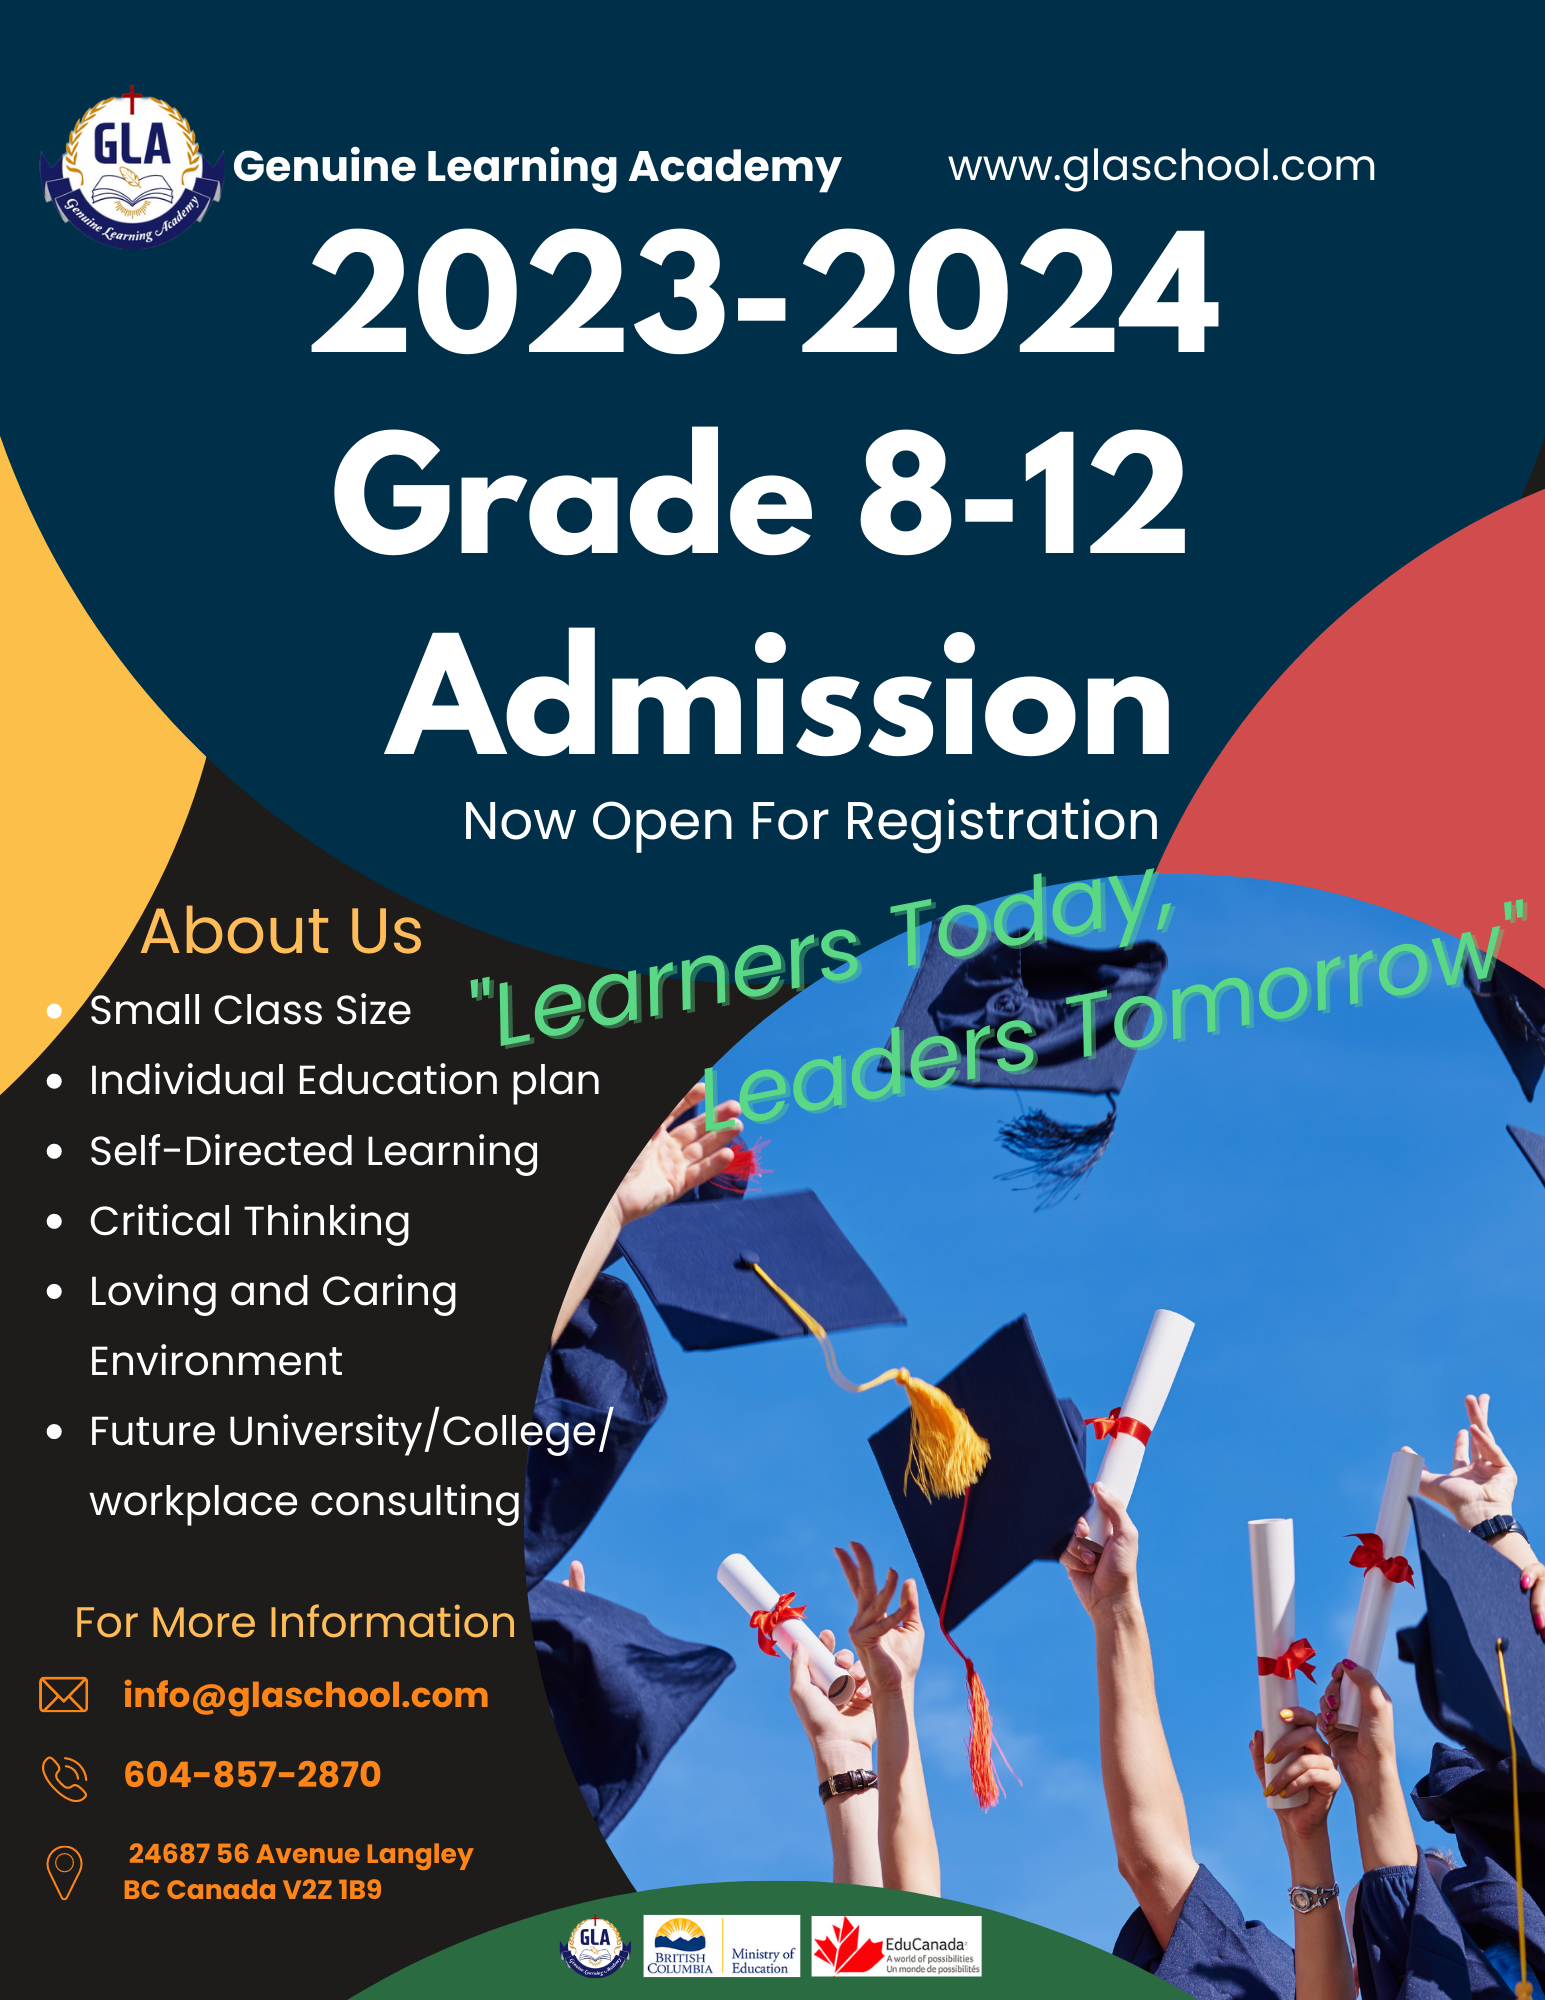 GLA
Genuine Learning Academy
Genuine Learning Academy
www.glaschool.com
2023-2024
Grade 8-12
Admission
Now Open For Registration
"Learners Today,
Leaders Tomorrow"
About Us
• Small Class Size
• Individual Education plan
• Self-Directed Learning
• Critical Thinking
• Loving and Caring
Environment
• Future University/College/
workplace consulting
For More Information
info@glaschool.com
604-857-2870
24687 56 Avenue Langley
BC Canada V2Z 1B9
GLA
Genuine Learning Academy
BRITISH
COLUMBIA
Ministry of
Education
EduCanada
A world of possibilities
Un monde de possibilités